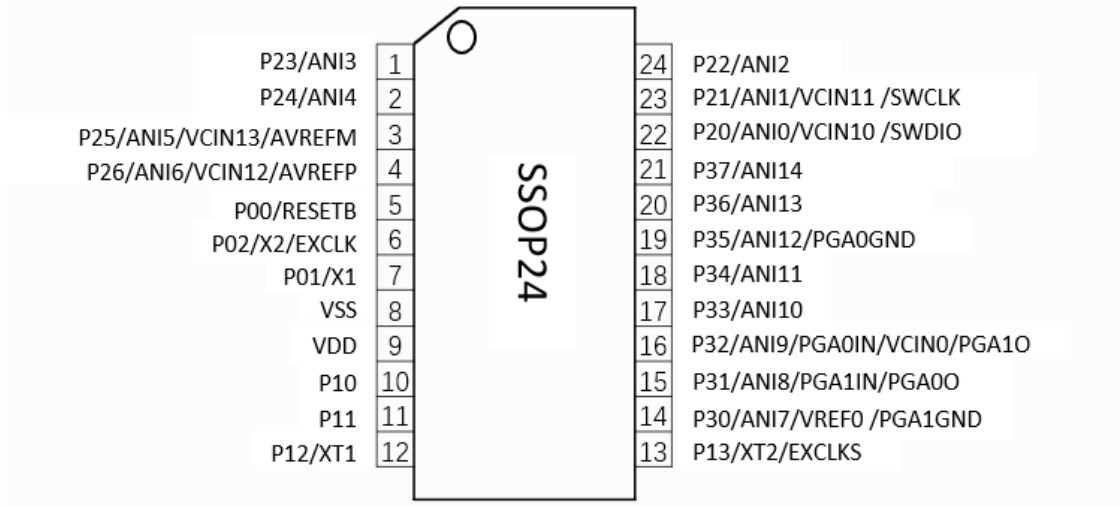 P23/ANI3 1
P24/ANI4 2
P25/ANI5/VCIN13/AVREFM 3
P26/ANI6/VCIN12/AVREFP 4
P00/RESETB 5
P02/X2/EXCLK 6
P01/X1 7
VSS 8
VDD 9
P10 10
P11 11
P12/XT1 12
SSOP24
24 P22/ANI2
23 P21/ANI1/VCIN11 /SWCLK
22 P20/ANI0/VCIN10 /SWDIO
21 P37/ANI14
20 P36/ANI13
19 P35/ANI12/PGA0GND
18 P34/ANI11
17 P33/ANI10
16 P32/ANI9/PGA0IN/VCIN0/PGA1O
15 P31/ANI8/PGA1IN/PGA0O
14 P30/ANI7/VREF0 /PGA1GND
13 P13/XT2/EXCLKS